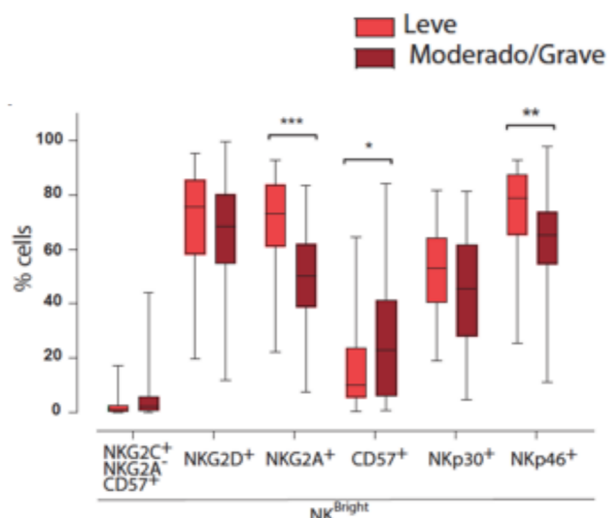 Leve
Moderado/Grave
***
*
**
% cells
100
80
60
40
20
0
NKG2C+
NKG2A-
CD57+
NKG2D+
NKG2A+
CD57+
NKp30+
NKp46+
NKBright